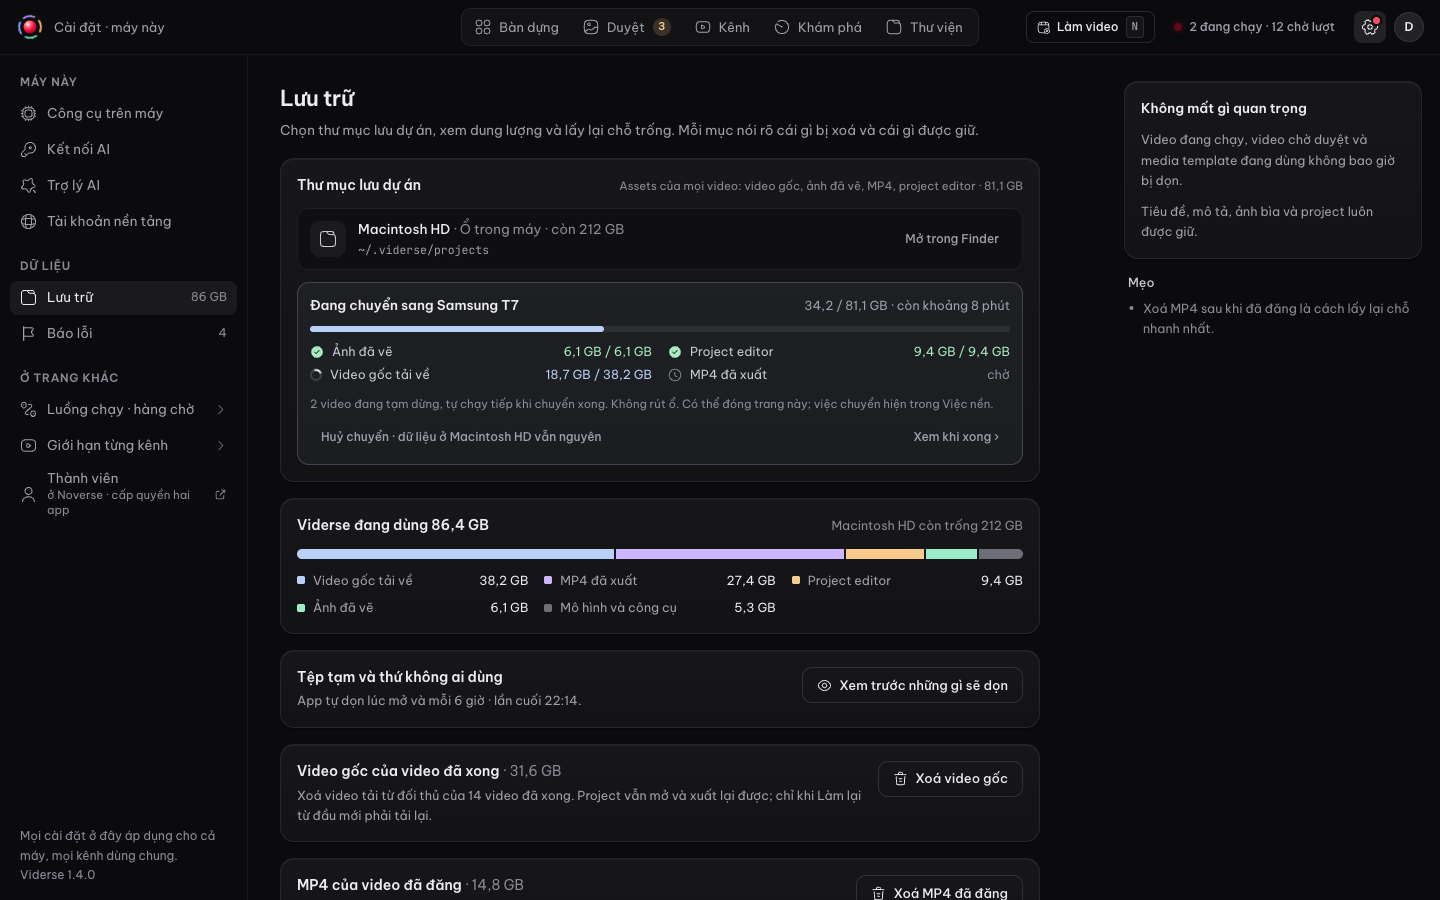 Cài đặt · máy này
Bàn dựng
Duyệt 3
Kênh
Khám phá
Thư viện
Làm video N
2 đang chạy · 12 chờ lượt
D
MÁY NÀY
Công cụ trên máy
Kết nối AI
Trợ lý AI
Tài khoản nền tảng
DỮ LIỆU
Lưu trữ 86 GB
Báo lỗi 4
Ở TRANG KHÁC
Luồng chạy · hàng chờ
Giới hạn từng kênh
Thành viên
ở Noverse · cấp quyền hai
app
Mọi cài đặt ở đây áp dụng cho cả
máy, mọi kênh dùng chung.
Viderse 1.4.0
Lưu trữ
Chọn thư mục lưu dự án, xem dung lượng và lấy lại chỗ trống. Mỗi mục nói rõ cái gì bị xoá và cái gì được giữ.
Thư mục lưu dự án
Assets của mọi video: video gốc, ảnh đã vẽ, MP4, project editor · 81,1 GB
Macintosh HD · Ổ trong máy · còn 212 GB
~/.viderse/projects
Mở trong Finder
Đang chuyển sang Samsung T7
34,2 / 81,1 GB · còn khoảng 8 phút
Ảnh đã vẽ 6,1 GB / 6,1 GB
Project editor 9,4 GB / 9,4 GB
Video gốc tải về 18,7 GB / 38,2 GB
MP4 đã xuất chờ
2 video đang tạm dừng, tự chạy tiếp khi chuyển xong. Không rút ổ. Có thể đóng trang này; việc chuyển hiện trong Việc nền.
Huỷ chuyển · dữ liệu ở Macintosh HD vẫn nguyên
Xem khi xong ›
Viderse đang dùng 86,4 GB
Macintosh HD còn trống 212 GB
Video gốc tải về 38,2 GB
MP4 đã xuất 27,4 GB
Project editor 9,4 GB
Ảnh đã vẽ 6,1 GB
Mô hình và công cụ 5,3 GB
Tệp tạm và thứ không ai dùng
App tự dọn lúc mở và mỗi 6 giờ · lần cuối 22:14.
Xem trước những gì sẽ dọn
Video gốc của video đã xong · 31,6 GB
Xoá video tải từ đối thủ của 14 video đã xong. Project vẫn mở và xuất lại được; chỉ khi Làm lại
từ đầu mới phải tải lại.
Xoá video gốc
MP4 của video đã đăng · 14,8 GB
Xoá MP4 đã đăng
Không mất gì quan trọng
Video đang chạy, video chờ duyệt và
media template đang dùng không bao giờ
bị dọn.
Tiêu đề, mô tả, ảnh bìa và project luôn
được giữ.
Mẹo
• Xoá MP4 sau khi đã đăng là cách lấy lại chỗ
nhanh nhất.